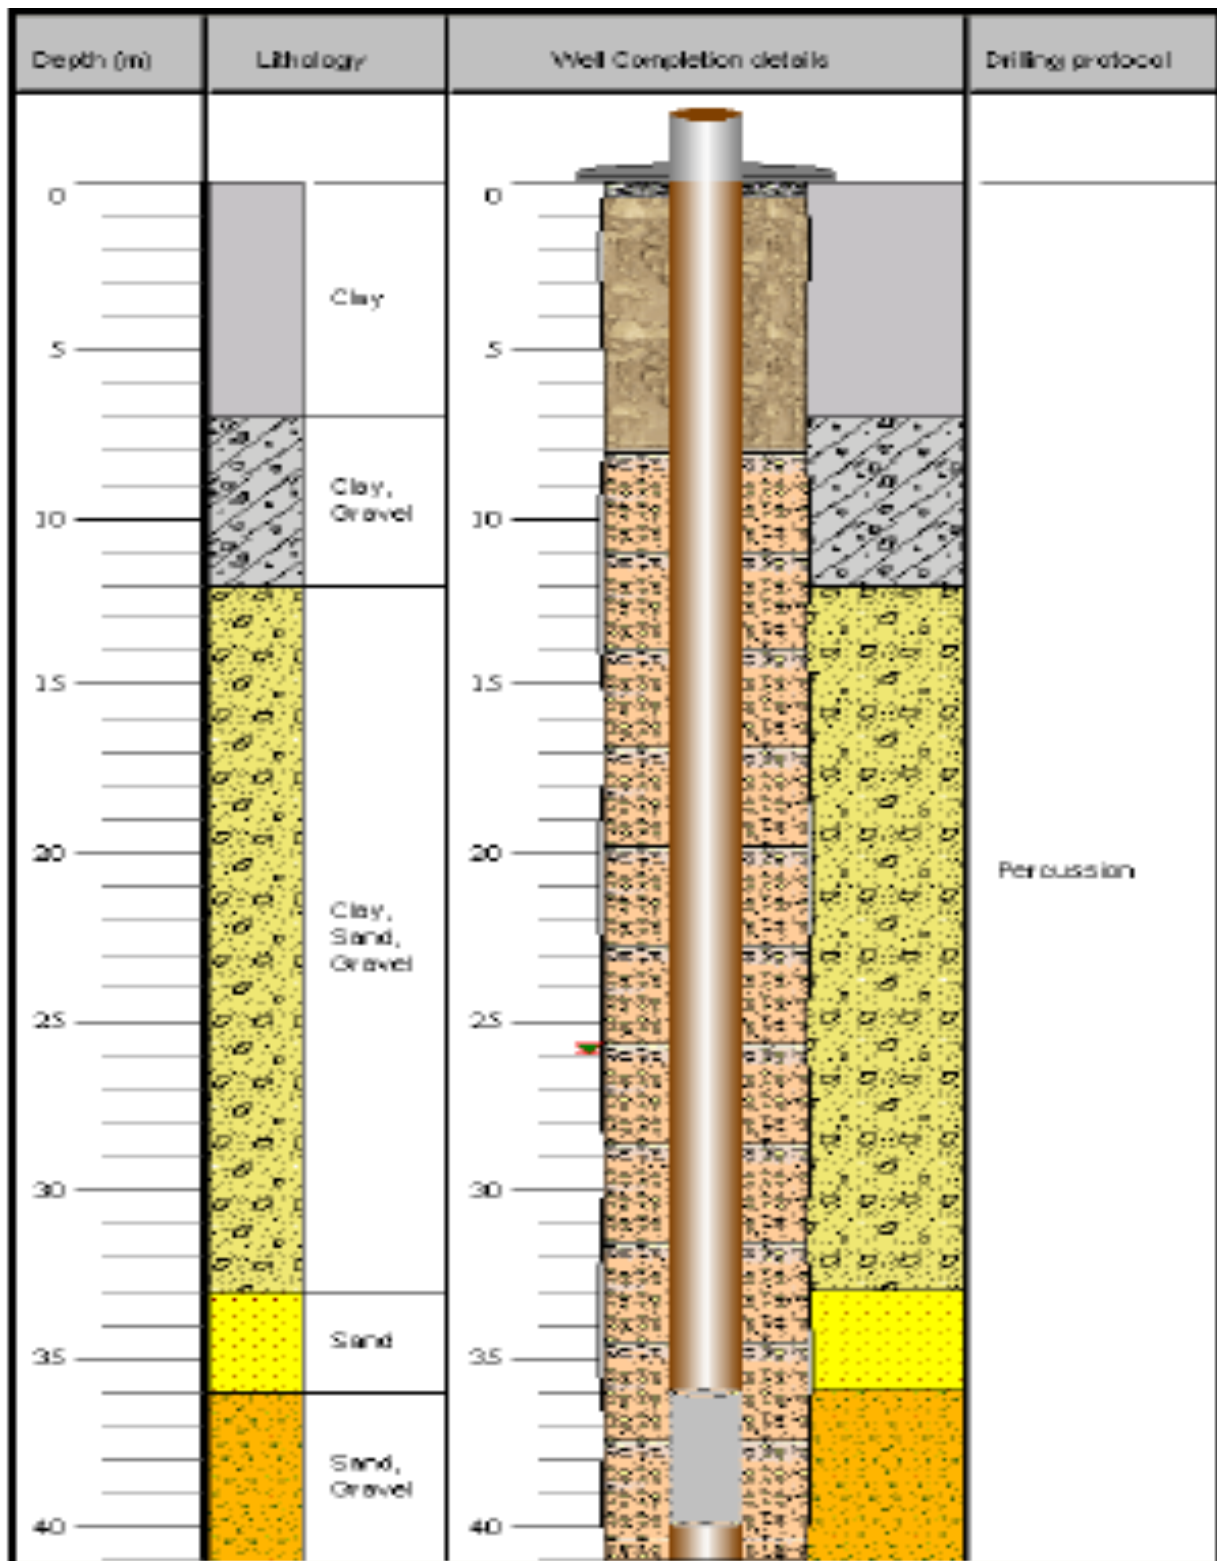 Depth (m) Lithology Well Completion details Drilling protocol
0 0
Clay
5 5
Clay,
Gravel
10 10
15 15
20 20
Percussion
Clay,
Sand,
Gravel
25 25
30 30
Sand
35 35
Sand,
Gravel
40 40